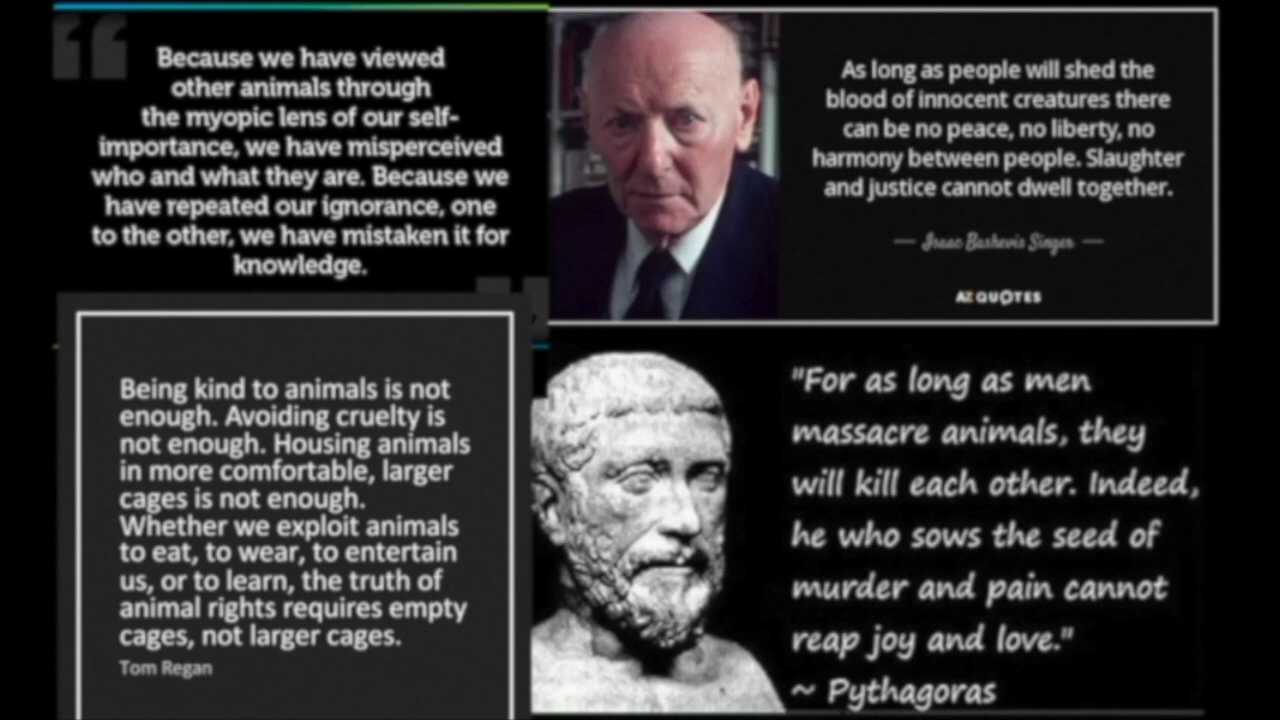 Because we have viewed
other animals through
the myopic lens of our self-
importance, we have misperceived
who and what they are. Because we
have repeated our ignorance, one
to the other, we have mistaken it for
knowledge.
As long as people will shed the
blood of innocent creatures there
can be no peace, no liberty, no
harmony between people. Slaughter
and justice cannot dwell together.
— Isaac Bashevis Singer —
AZ QUOTES
Being kind to animals is not
enough. Avoiding cruelty is
not enough. Housing animals
in more comfortable, larger
cages is not enough.
Whether we exploit animals
to eat, to wear, to entertain
us, or to learn, the truth of
animal rights requires empty
cages, not larger cages.
Tom Regan
"For as long as men
massacre animals, they
will kill each other. Indeed,
he who sows the seed of
murder and pain cannot
reap joy and love."
~ Pythagoras